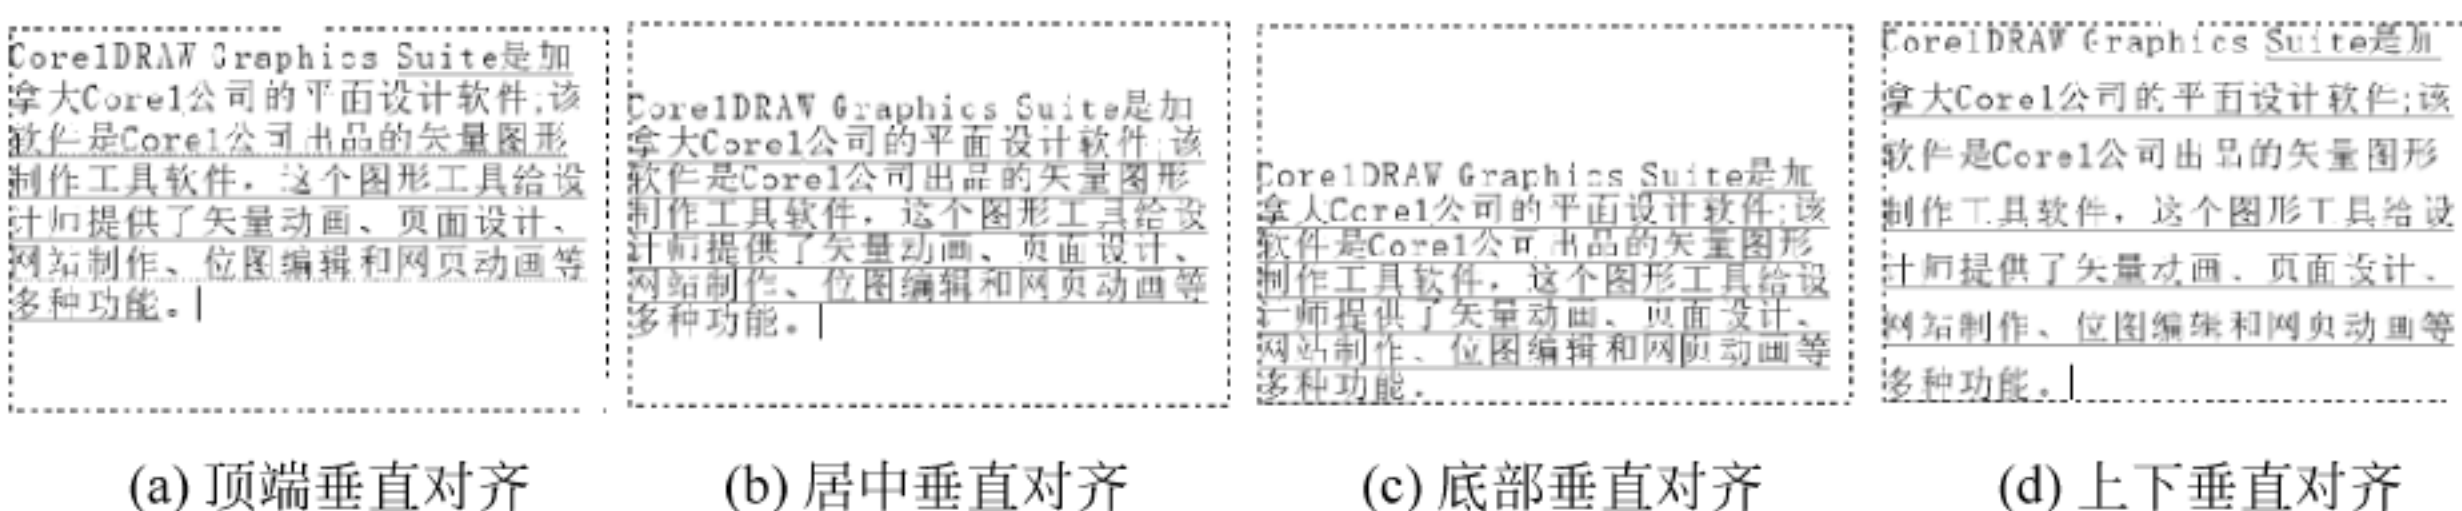 CorelDRAW Graphics Suite是加
拿大Corel公司的平面设计软件;该
软件是Corel公司出品的矢量图形
制作工具软件，这个图形工具给设
计师提供了矢量动画、页面设计、
网站制作、位图编辑和网页动画等
多种功能。
(a) 顶端垂直对齐
CorelDRAW Graphics Suite是加
拿大Corel公司的平面设计软件;该
软件是Corel公司出品的矢量图形
制作工具软件，这个图形工具给设
计师提供了矢量动画、页面设计、
网站制作、位图编辑和网页动画等
多种功能。
(b) 居中垂直对齐
CorelDRAW Graphics Suite是加
拿大Corel公司的平面设计软件;该
软件是Corel公司出品的矢量图形
制作工具软件，这个图形工具给设
计师提供了矢量动画、页面设计、
网站制作、位图编辑和网页动画等
多种功能。
(c) 底部垂直对齐
CorelDRAW Graphics Suite是加
拿大Corel公司的平面设计软件;该
软件是Corel公司出品的矢量图形
制作工具软件，这个图形工具给设
计师提供了矢量动画、页面设计、
网站制作、位图编辑和网页动画等
多种功能。
(d) 上下垂直对齐